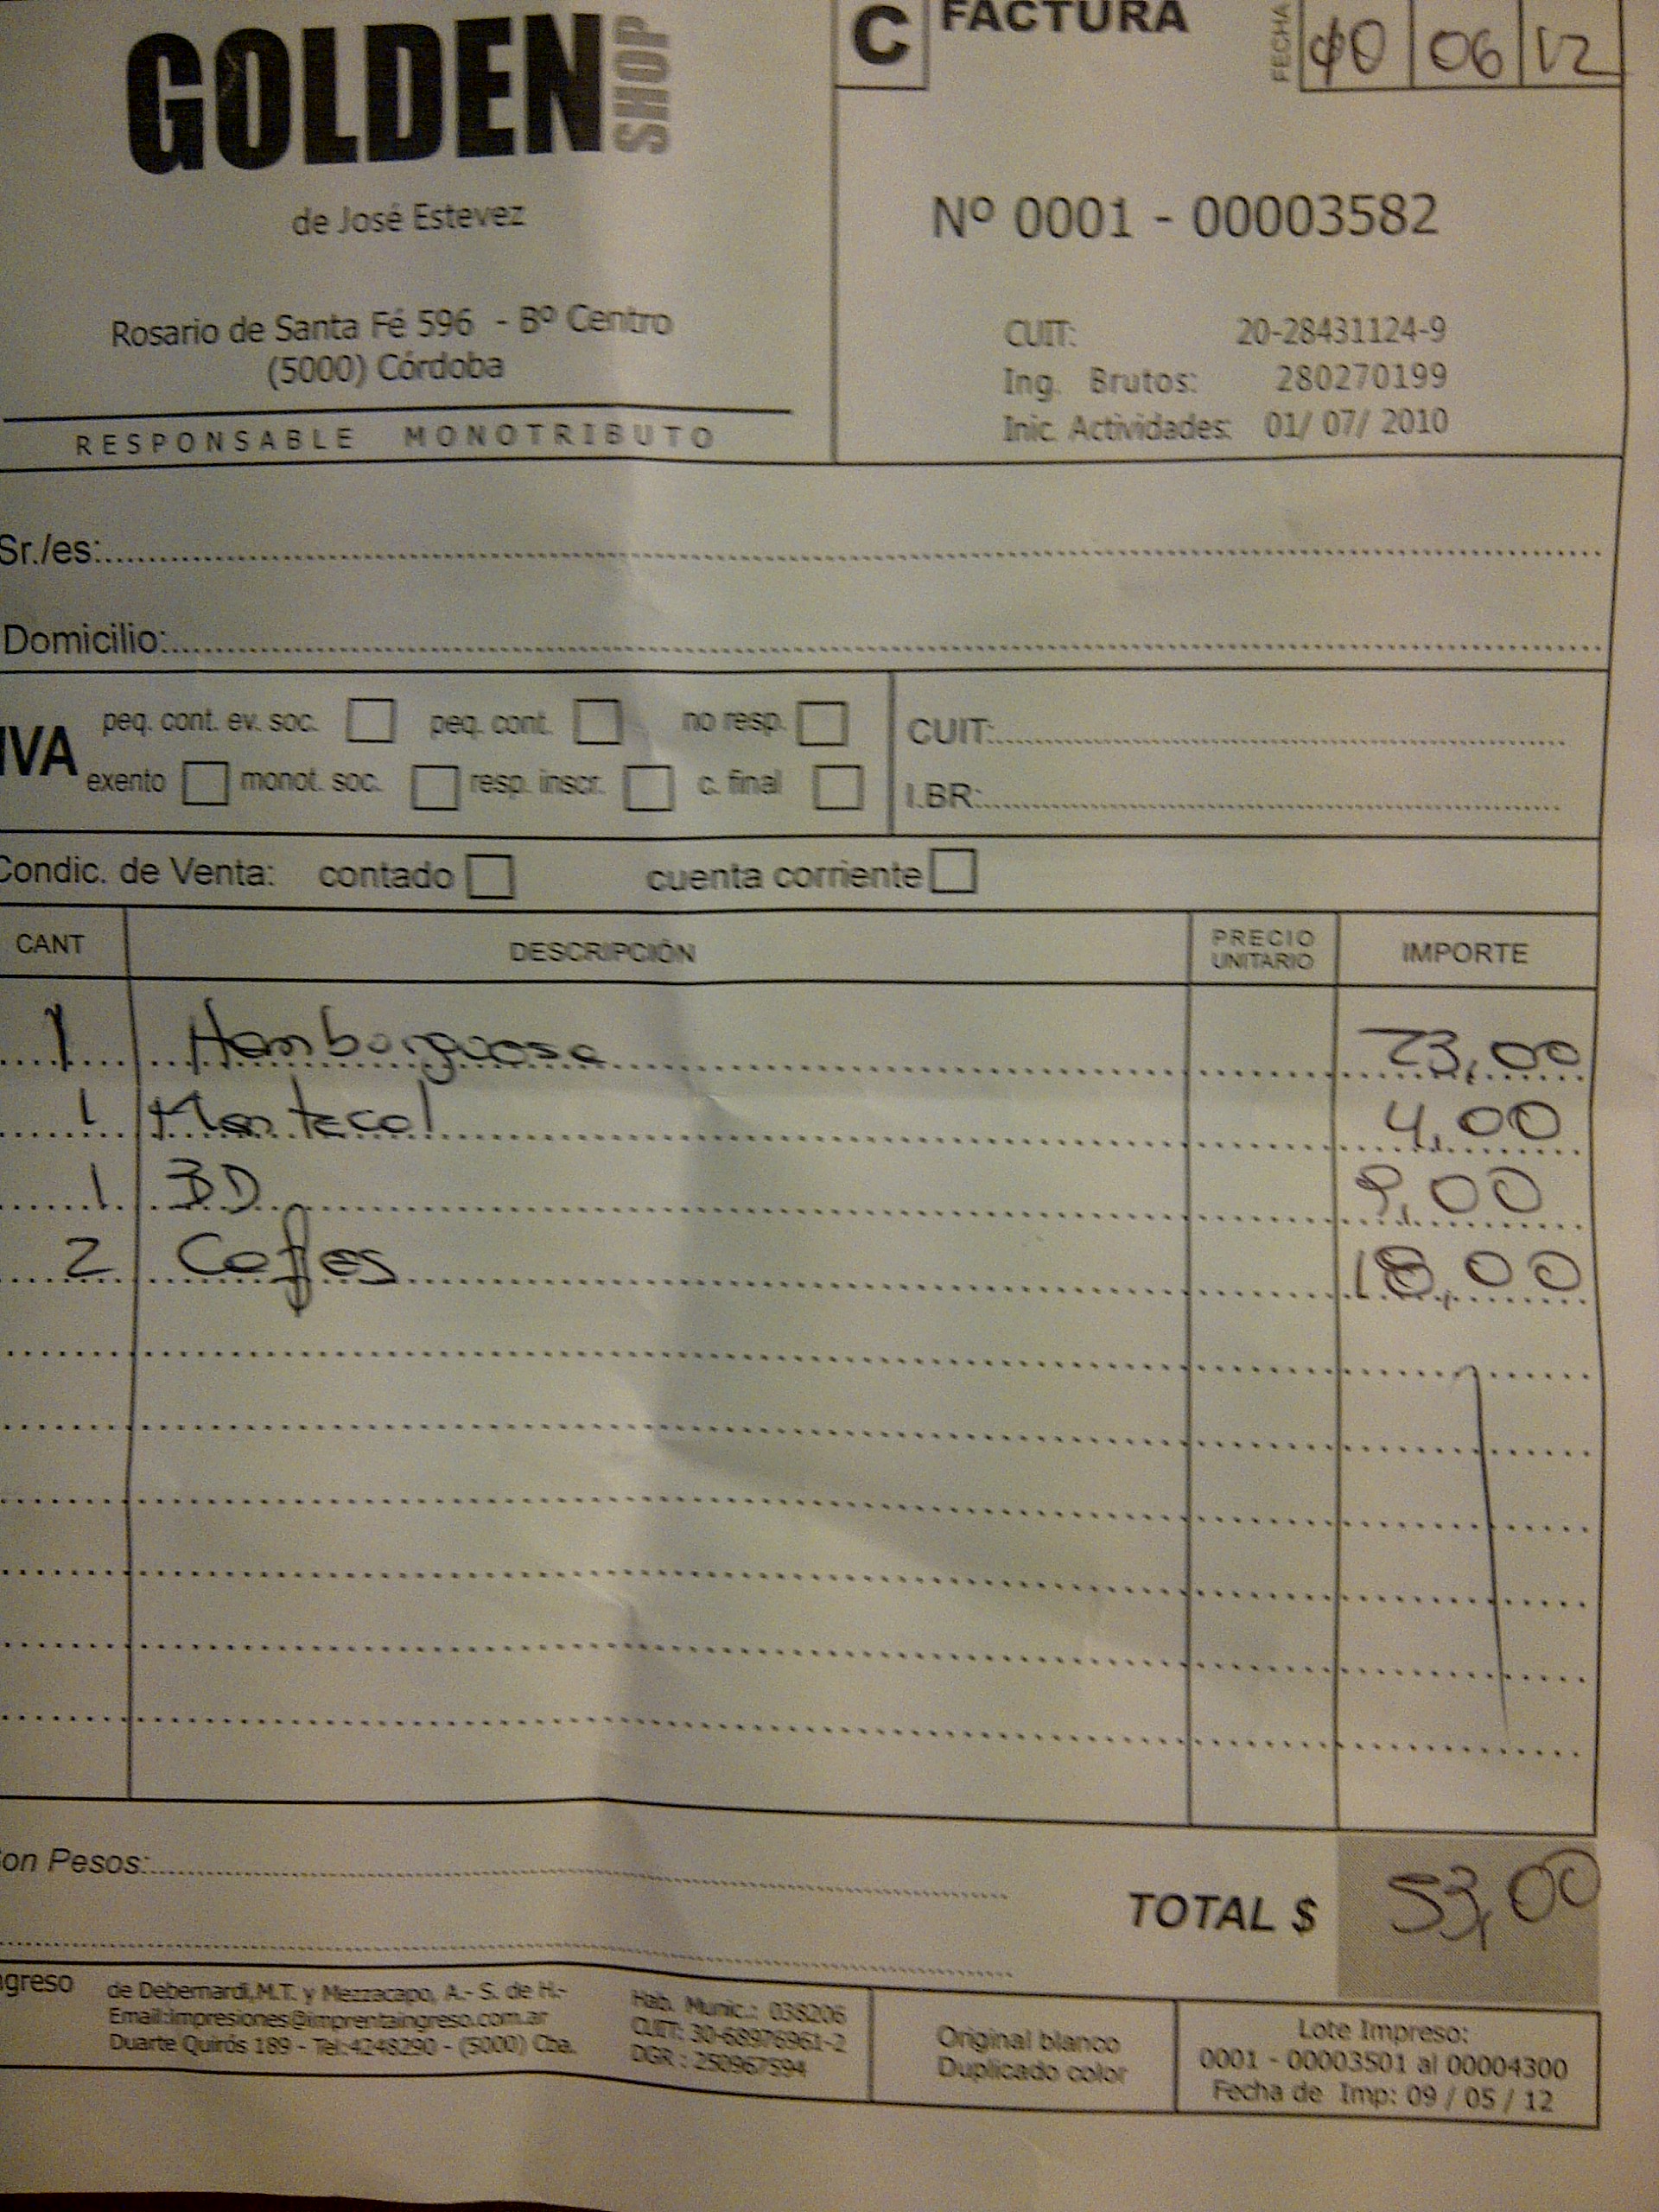 GOLDEN SHOP
de José Estevez
Rosario de Santa Fé 596 - Bº Centro
(5000) Córdoba
RESPONSABLE MONOTRIBUTO
C FACTURA
FECHA 06 12
Nº 0001 - 00003582
CUIT: 20-28431124-9
Ing. Brutos: 280270199
Inic. Actividades: 01/ 07/ 2010
Sr./es:
Domicilio:
IVA
peq. cont. ev. soc. peq. cont. no resp.
exento monot. soc. resp. inscr. c. final
CUIT:
I.BR:
Condic. de Venta: contado cuenta corriente
CANT DESCRIPCIÓN PRECIO UNITARIO IMPORTE
1 Hamburguesa 23,00
1 Mantecol 4,00
1 BD 9,00
2 Coffes 18,00
on Pesos:
TOTAL $ 53,00
ngreso
de Debernardi,M.T. y Mezzacapo, A.- S. de H.-
Email:impresiones@imprentaingreso.com.ar
Duarte Quirós 189 - Tel:4248290 - (5000) Cba.
Hab. Munic.: 038206
CUIT: 30-68976961-2
DGR : 250967594
Original blanco
Duplicado color
Lote Impreso:
0001 - 00003501 al 00004300
Fecha de Imp: 09 / 05 / 12